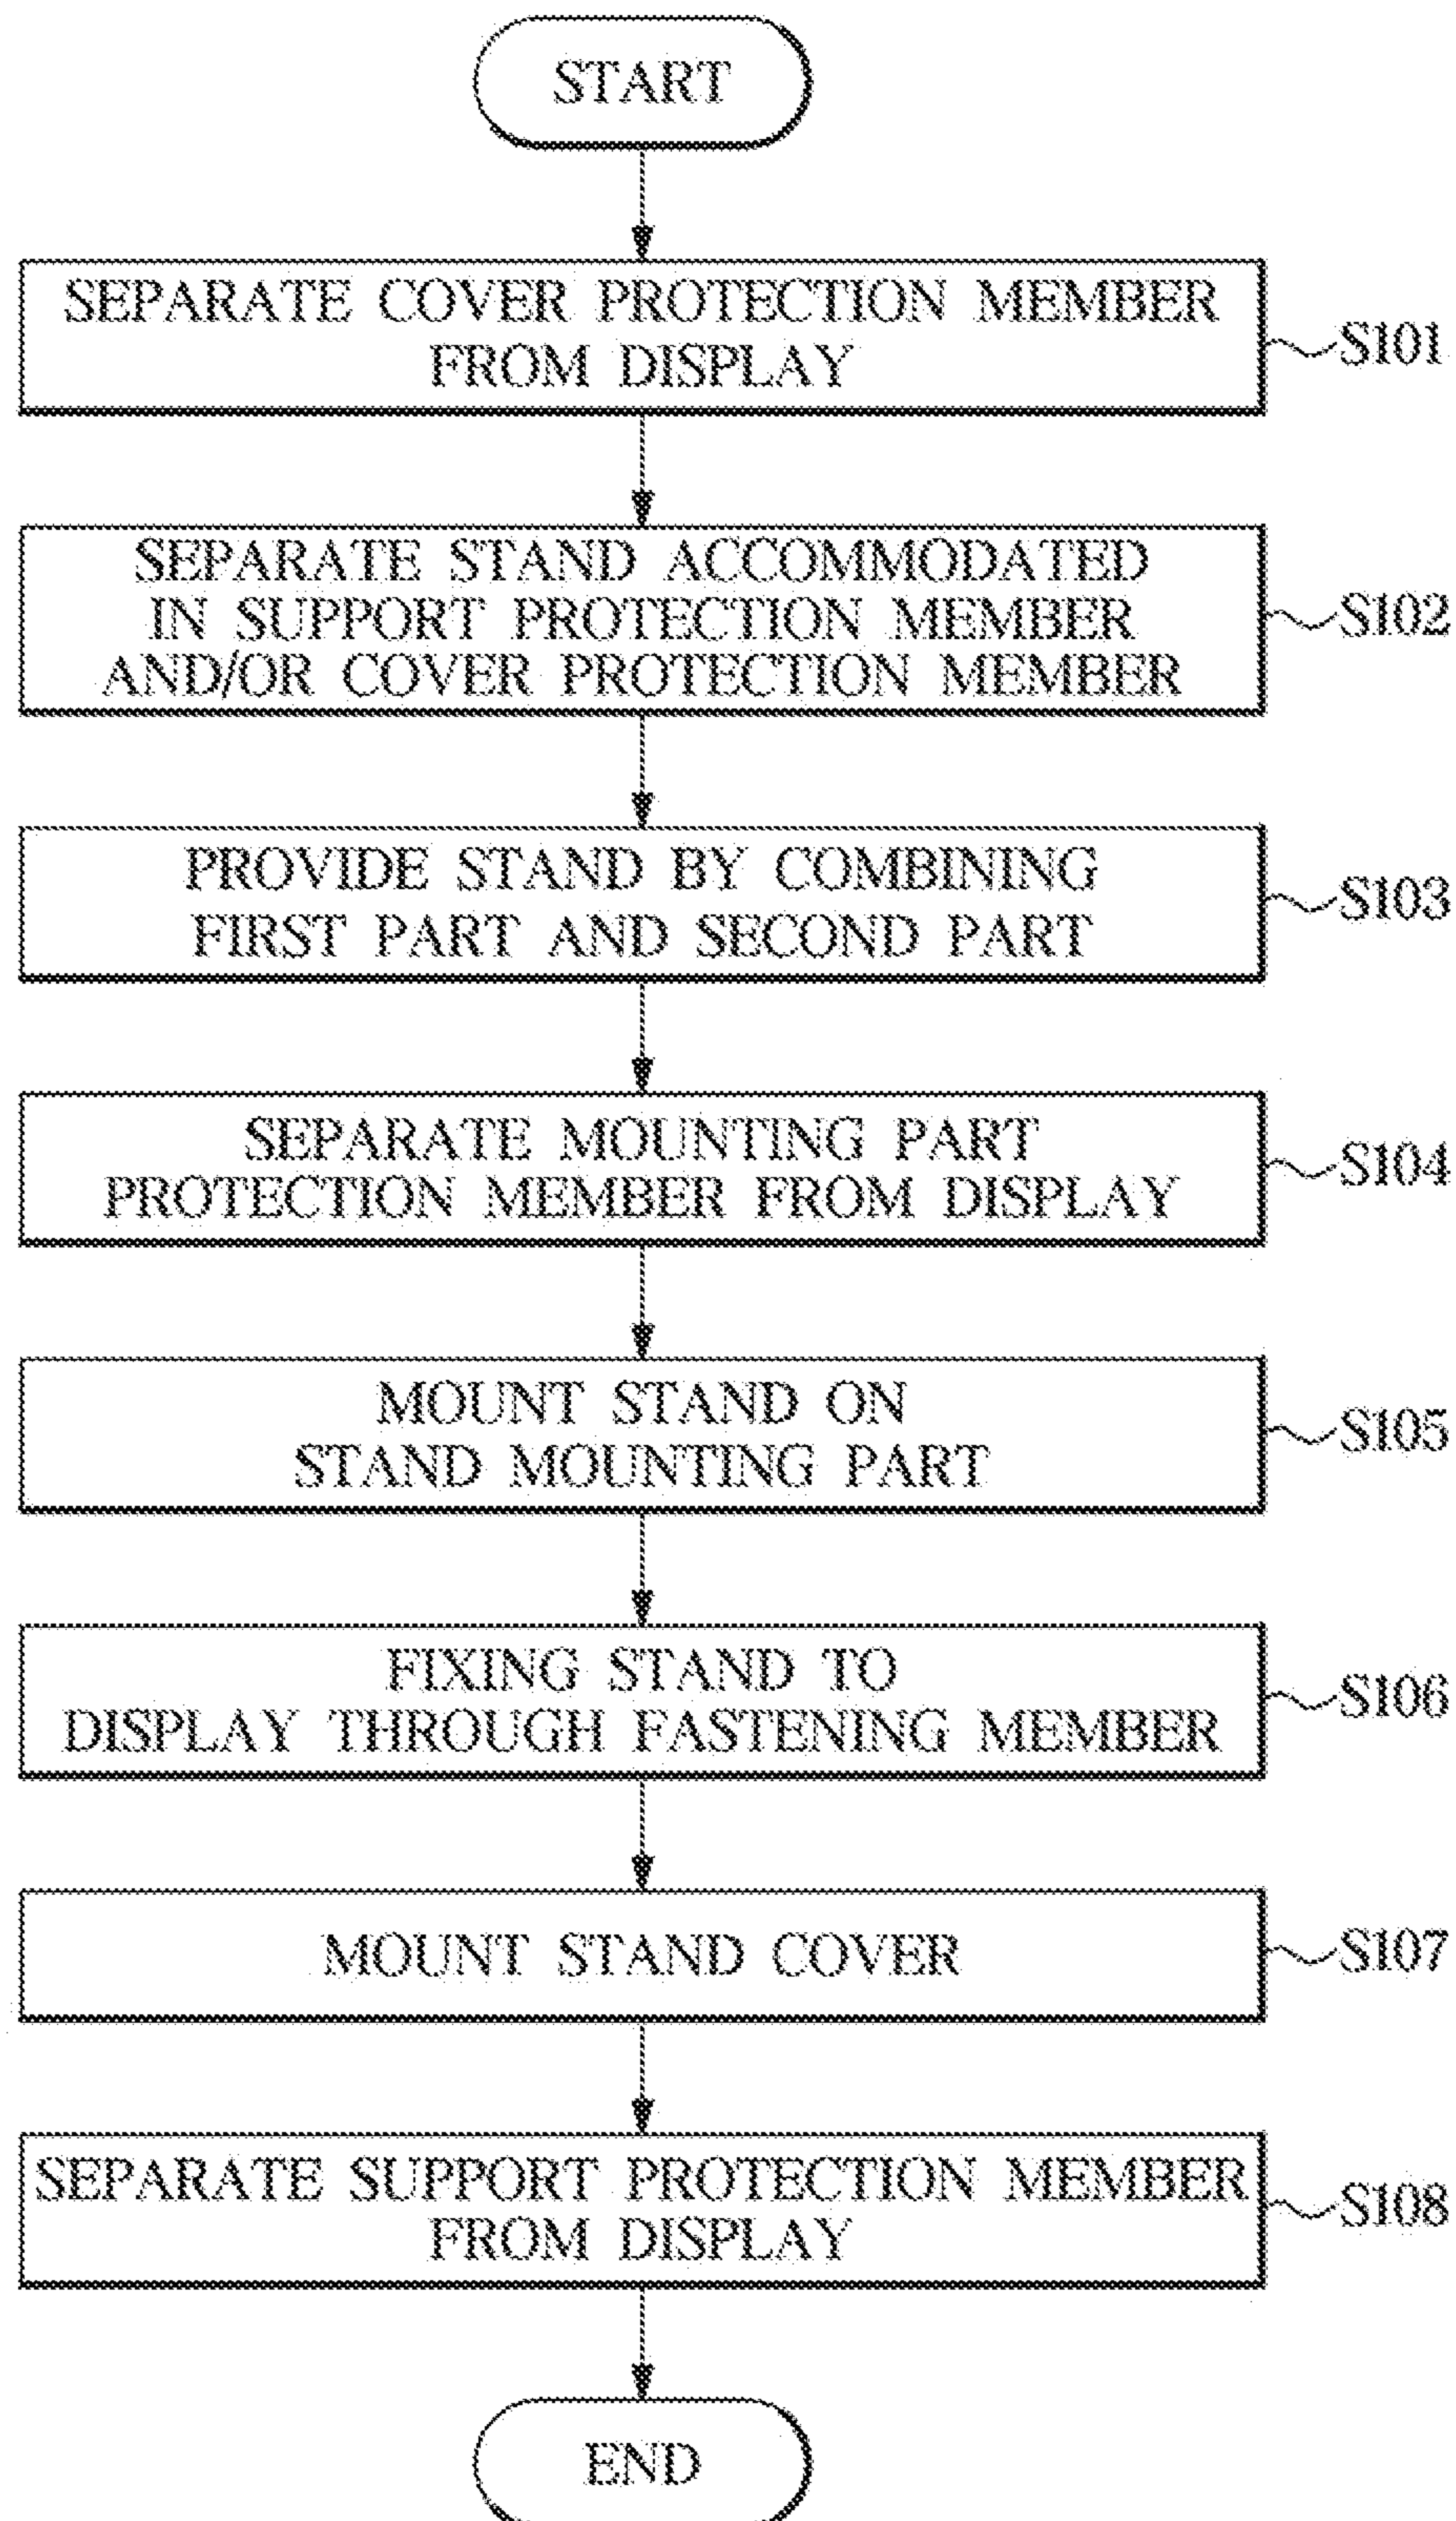 START
SEPARATE COVER PROTECTION MEMBER
FROM DISPLAY
S101
SEPARATE STAND ACCOMMODATED
IN SUPPORT PROTECTION MEMBER
AND/OR COVER PROTECTION MEMBER
S102
PROVIDE STAND BY COMBINING
FIRST PART AND SECOND PART
S103
SEPARATE MOUNTING PART
PROTECTION MEMBER FROM DISPLAY
S104
MOUNT STAND ON
STAND MOUNTING PART
S105
FIXING STAND TO
DISPLAY THROUGH FASTENING MEMBER
S106
MOUNT STAND COVER
S107
SEPARATE SUPPORT PROTECTION MEMBER
FROM DISPLAY
S108
END